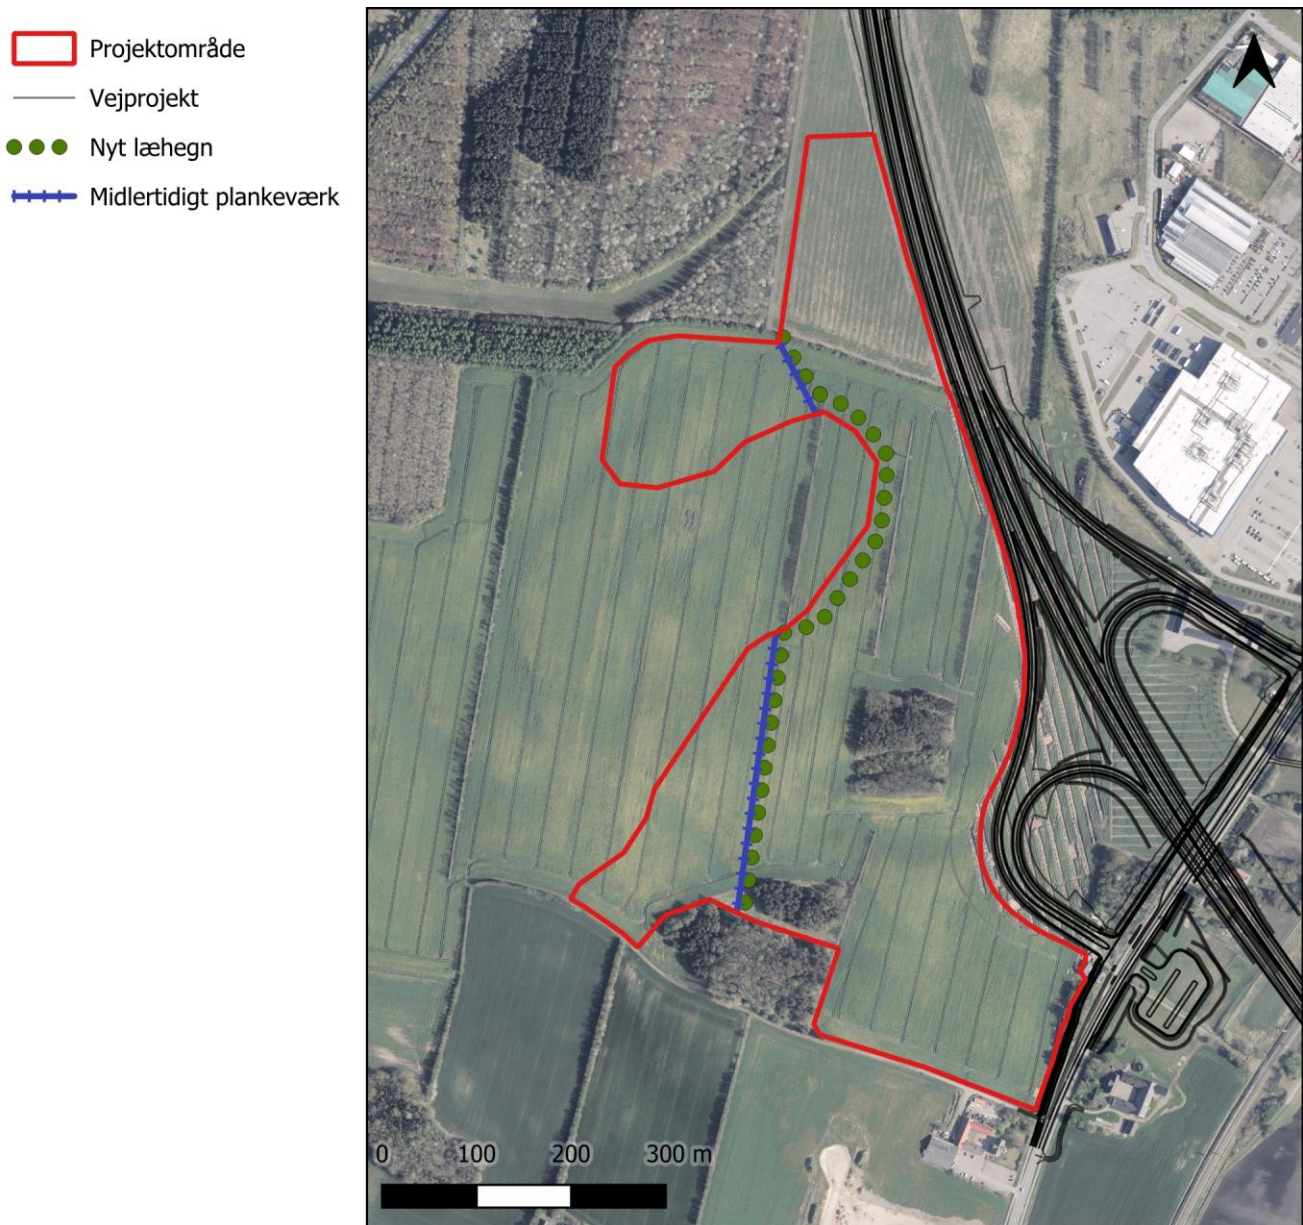 Projektområde
Vejprojekt
Nyt læhegn
Midlertidigt plankeværk
0 100 200 300 m